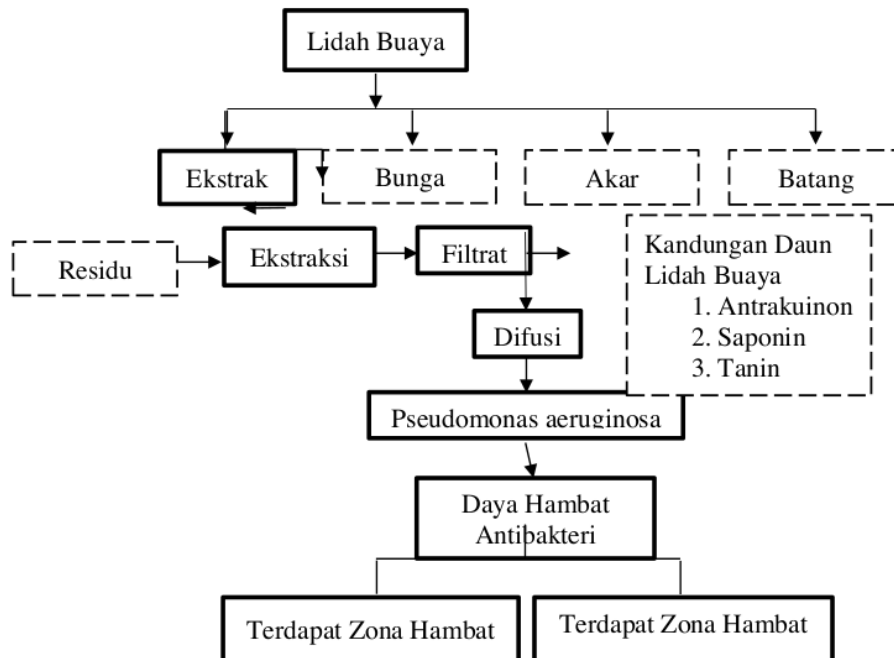 Lidah Buaya
Ekstrak
Bunga
Akar
Batang
Residu
Ekstraksi
Filtrat
Kandungan Daun
Lidah Buaya
1. Antrakuinon
2. Saponin
3. Tanin
Difusi
Pseudomonas aeruginosa
Daya Hambat
Antibakteri
Terdapat Zona Hambat
Terdapat Zona Hambat